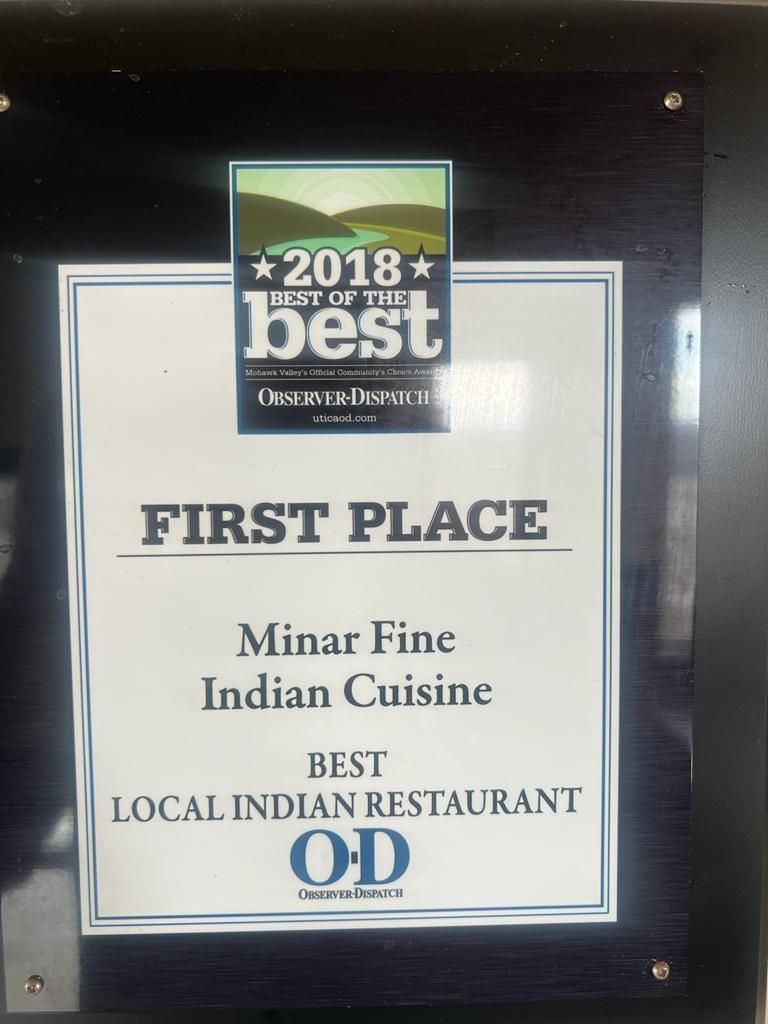 2018
BEST OF THE
best
Mohawk Valley's Official Community's Choice Awards
OBSERVER-DISPATCH
uticaod.com
FIRST PLACE
Minar Fine
Indian Cuisine
BEST
LOCAL INDIAN RESTAURANT
O-D
OBSERVER-DISPATCH